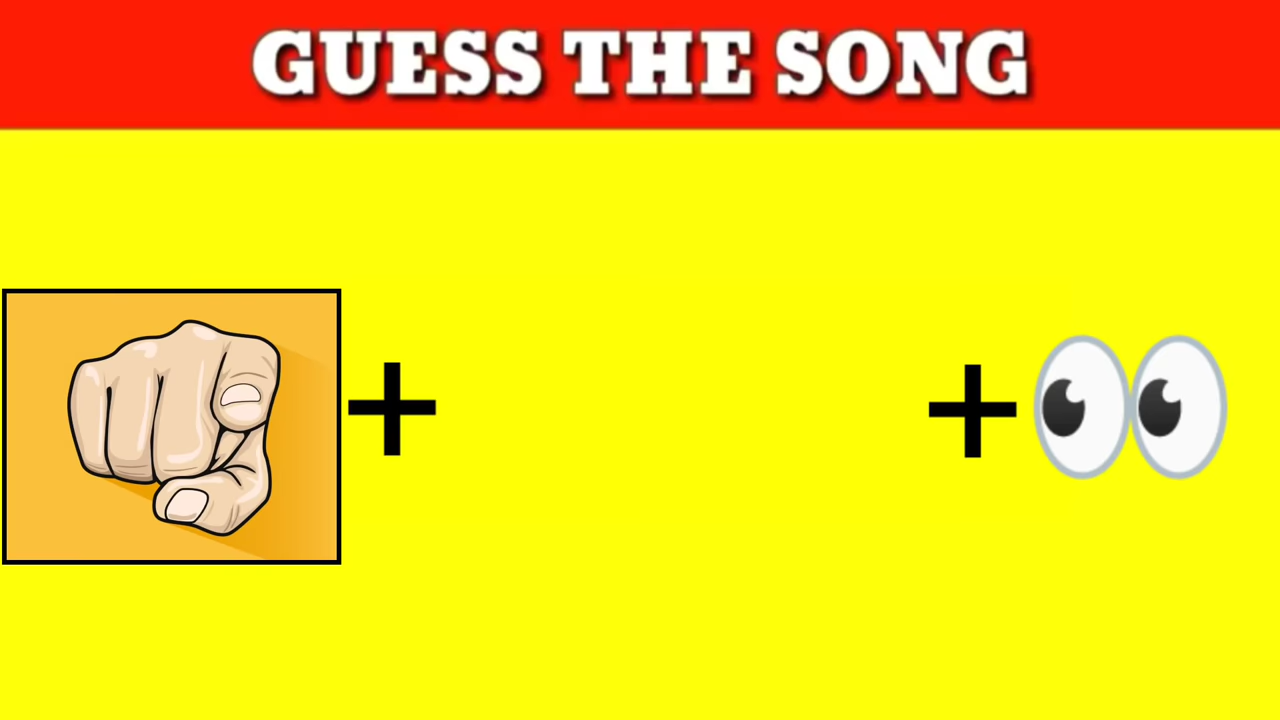 GUESS THE SONG
+ +